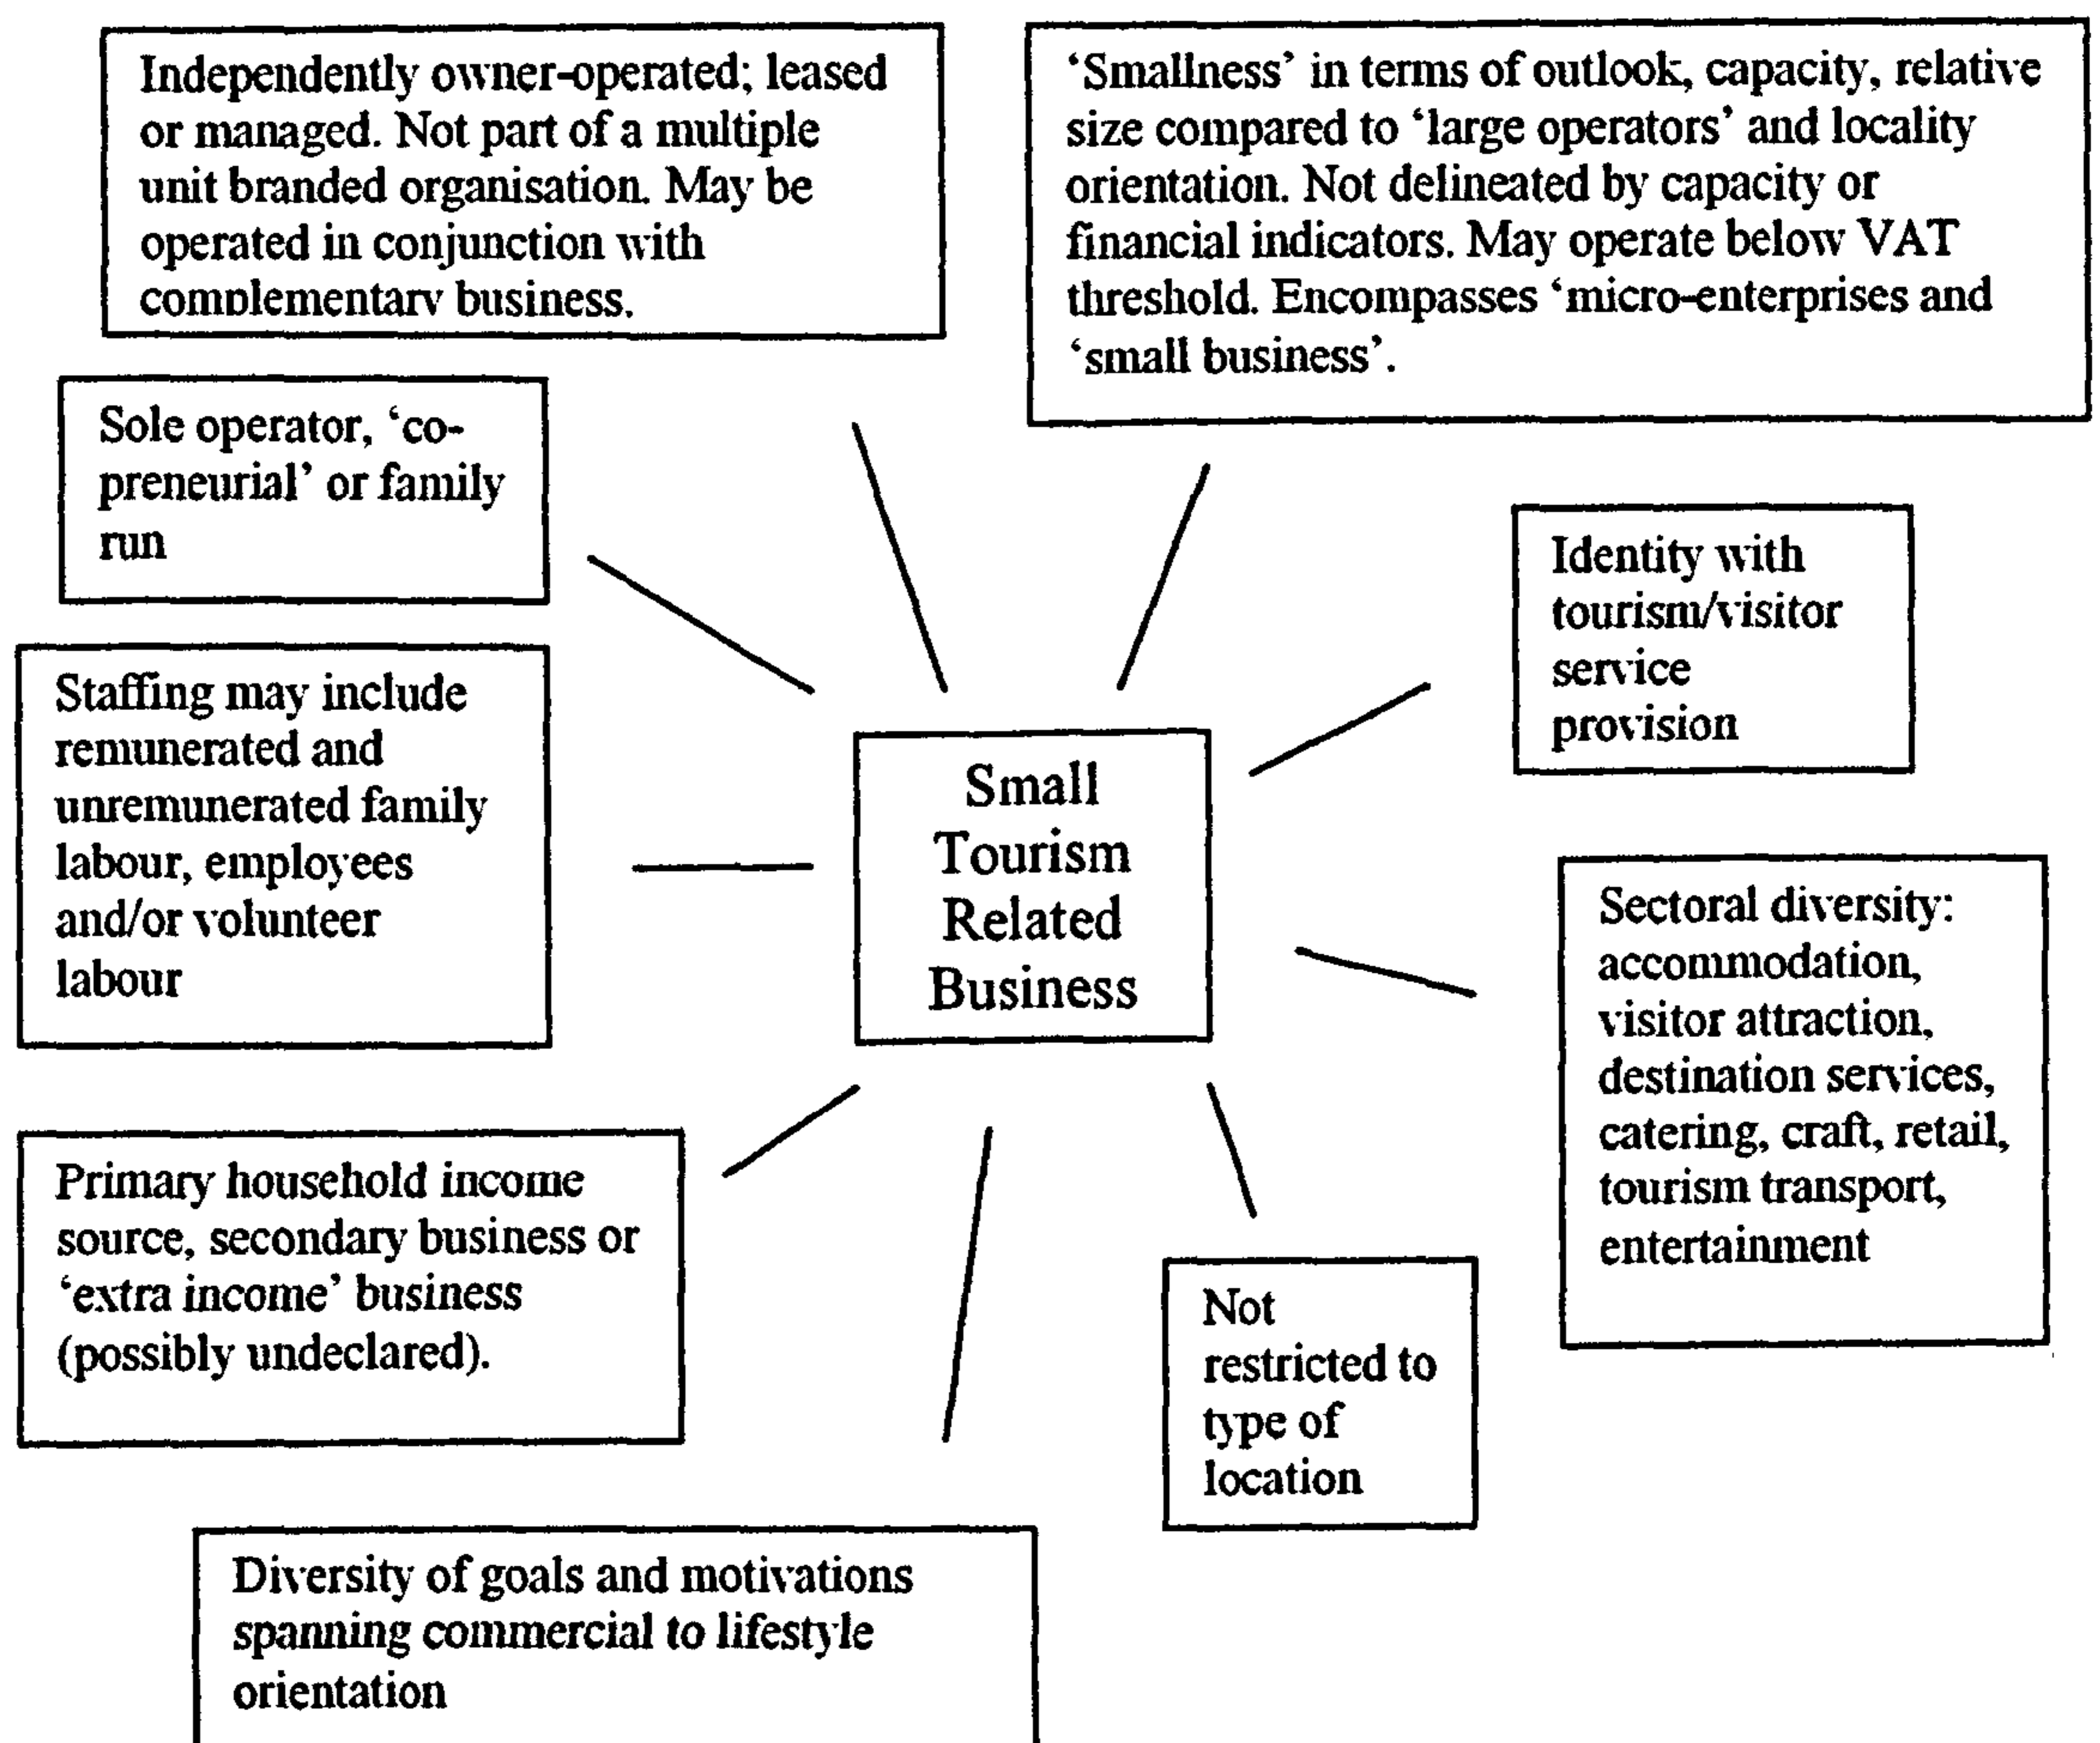 Independently owner-operated; leased
or managed. Not part of a multiple
unit branded organisation. May be
operated in conjunction with
complementary business.
‘Smallness’ in terms of outlook, capacity, relative
size compared to ‘large operators’ and locality
orientation. Not delineated by capacity or
financial indicators. May operate below VAT
threshold. Encompasses ‘micro-enterprises and
‘small business’.
Sole operator, ‘co-
preneurial’ or family
run
Identity with
tourism/visitor
service
provision
Staffing may include
remunerated and
unremunerated family
labour, employees
and/or volunteer
labour
Small
Tourism
Related
Business
Sectoral diversity:
accommodation,
visitor attraction,
destination services,
catering, craft, retail,
tourism transport,
entertainment
Primary household income
source, secondary business or
‘extra income’ business
(possibly undeclared).
Not
restricted to
type of
location
Diversity of goals and motivations
spanning commercial to lifestyle
orientation